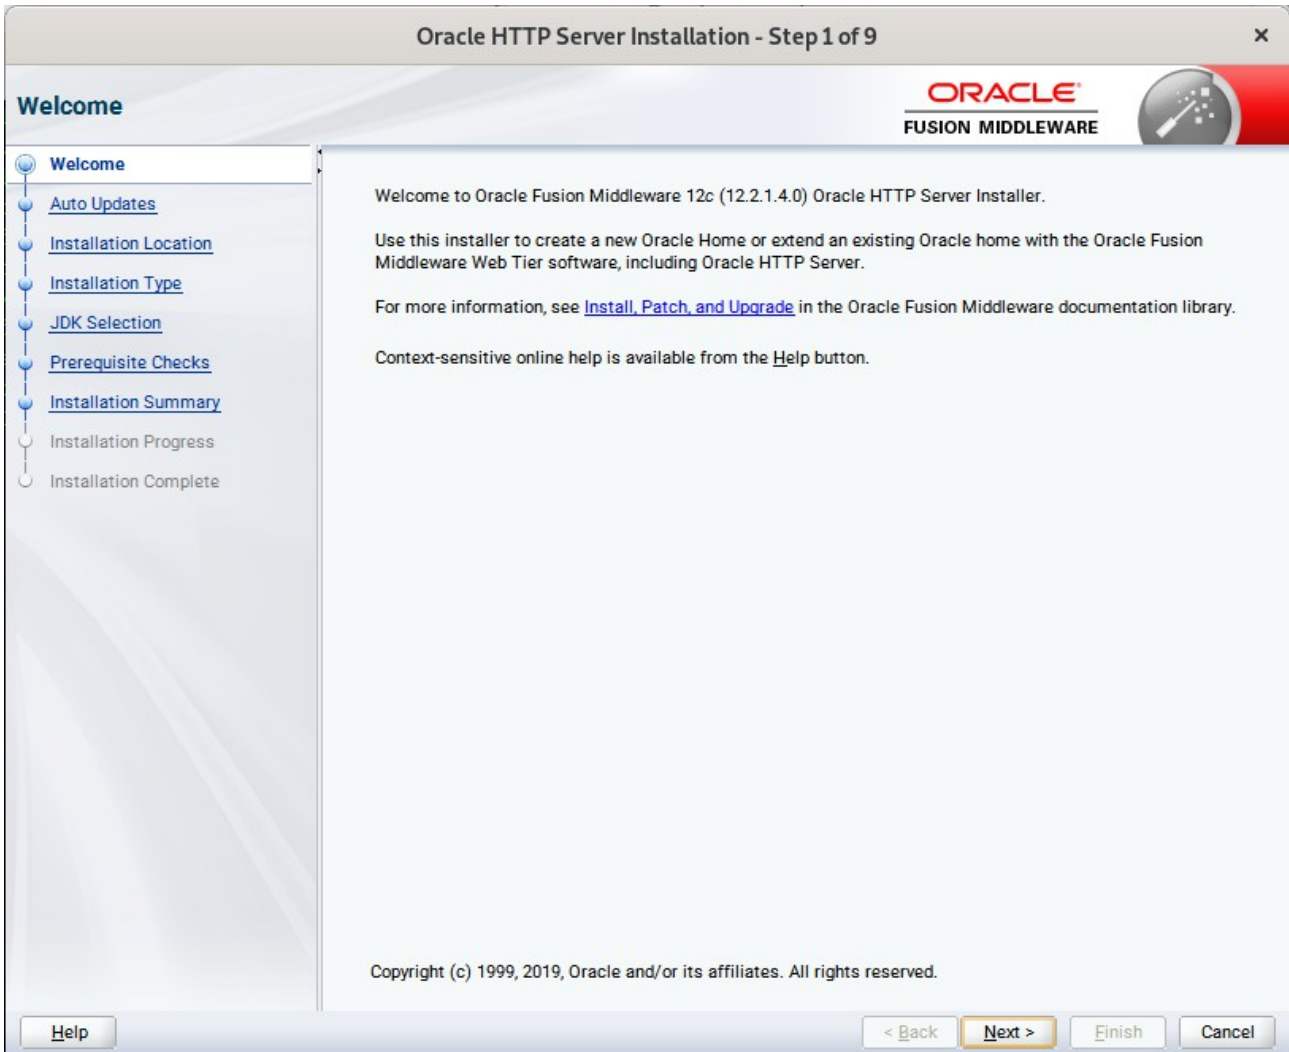 Oracle HTTP Server Installation - Step 1 of 9
×
Welcome
ORACLE
FUSION MIDDLEWARE
Welcome
Auto Updates
Installation Location
Installation Type
JDK Selection
Prerequisite Checks
Installation Summary
Installation Progress
Installation Complete
Welcome to Oracle Fusion Middleware 12c (12.2.1.4.0) Oracle HTTP Server Installer.
Use this installer to create a new Oracle Home or extend an existing Oracle home with the Oracle Fusion
Middleware Web Tier software, including Oracle HTTP Server.
For more information, see Install, Patch, and Upgrade in the Oracle Fusion Middleware documentation library.
Context-sensitive online help is available from the Help button.
Copyright (c) 1999, 2019, Oracle and/or its affiliates. All rights reserved.
Help
< Back
Next >
Finish
Cancel